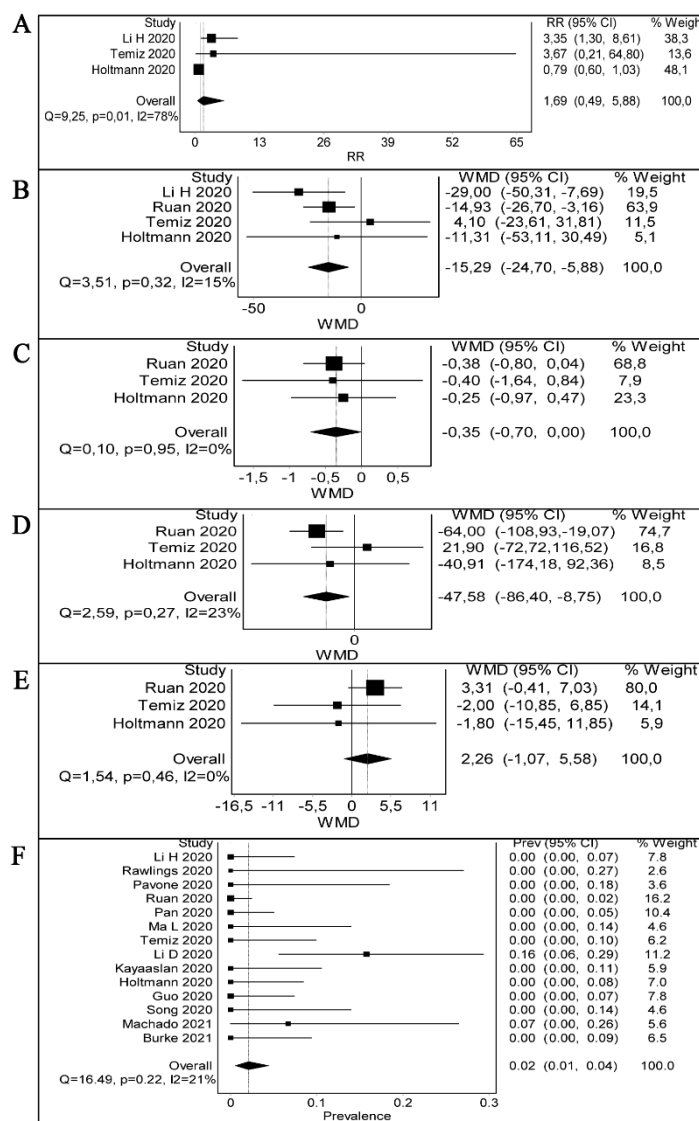 A
Study RR (95% CI) % Weight
Li H 2020 3,35 (1,30, 8,61) 38,3
Temiz 2020 3,67 (0,21, 64,80) 13,6
Holtmann 2020 0,79 (0,60, 1,03) 48,1
Overall 1,69 (0,49, 5,88) 100,0
Q=9,25, p=0,01, I2=78%
0 13 26 39 52 65
RR
B
Study WMD (95% CI) % Weight
Li H 2020 -29,00 (-50,31, -7,69) 19,5
Ruan 2020 -14,93 (-26,70, -3,16) 63,9
Temiz 2020 4,10 (-23,61, 31,81) 11,5
Holtmann 2020 -11,31 (-53,11, 30,49) 5,1
Overall -15,29 (-24,70, -5,88) 100,0
Q=3,51, p=0,32, I2=15%
-50 0
WMD
C
Study WMD (95% CI) % Weight
Ruan 2020 -0,38 (-0,80, 0,04) 68,8
Temiz 2020 -0,40 (-1,64, 0,84) 7,9
Holtmann 2020 -0,25 (-0,97, 0,47) 23,3
Overall -0,35 (-0,70, 0,00) 100,0
Q=0,10, p=0,95, I2=0%
-1,5 -1 -0,5 0 0,5
WMD
D
Study WMD (95% CI) % Weight
Ruan 2020 -64,00 (-108,93,-19,07) 74,7
Temiz 2020 21,90 (-72,72,116,52) 16,8
Holtmann 2020 -40,91 (-174,18, 92,36) 8,5
Overall -47,58 (-86,40, -8,75) 100,0
Q=2,59, p=0,27, I2=23%
0
WMD
E
Study WMD (95% CI) % Weight
Ruan 2020 3,31 (-0,41, 7,03) 80,0
Temiz 2020 -2,00 (-10,85, 6,85) 14,1
Holtmann 2020 -1,80 (-15,45, 11,85) 5,9
Overall 2,26 (-1,07, 5,58) 100,0
Q=1,54, p=0,46, I2=0%
-16,5 -11 -5,5 0 5,5 11
WMD
F
Study Prev (95% CI) % Weight
Li H 2020 0.00 (0.00, 0.07) 7.8
Rawlings 2020 0.00 (0.00, 0.27) 2.6
Pavone 2020 0.00 (0.00, 0.18) 3.6
Ruan 2020 0.00 (0.00, 0.02) 16.2
Pan 2020 0.00 (0.00, 0.05) 10.4
Ma L 2020 0.00 (0.00, 0.14) 4.6
Temiz 2020 0.00 (0.00, 0.10) 6.2
Li D 2020 0.16 (0.06, 0.29) 11.2
Kayaaslan 2020 0.00 (0.00, 0.11) 5.9
Holtmann 2020 0.00 (0.00, 0.08) 7.0
Guo 2020 0.00 (0.00, 0.07) 7.8
Song 2020 0.00 (0.00, 0.14) 4.6
Machado 2021 0.07 (0.00, 0.26) 5.6
Burke 2021 0.00 (0.00, 0.09) 6.5
Overall 0.02 (0.01, 0.04) 100.0
Q=16.49, p=0.22, I2=21%
0 0.1 0.2 0.3
Prevalence